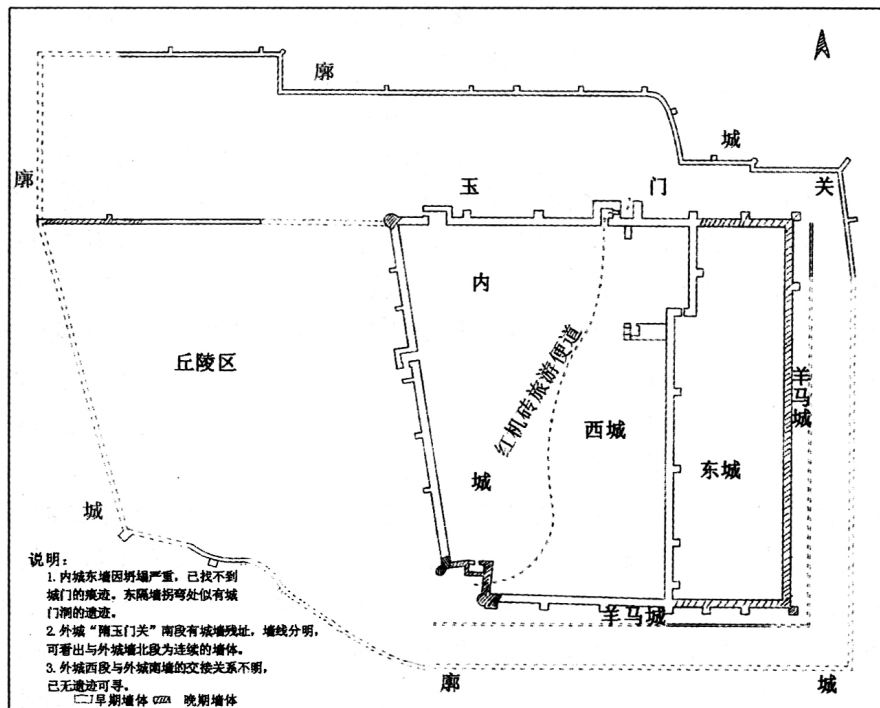 廓
城
廓
玉 门 关
内
丘陵区
红机砖旅游便道
羊马城
西城
东城
城
城
说明：
1. 内城东墙因坍塌严重，已找不到
城门的痕迹。东隔墙拐弯处似有城
门洞的遗迹。
2. 外城“隋玉门关”南段有城墙残址，墙线分明，
可看出与外城墙北段为连续的墙体。
3. 外城西段与外城南墙的交接关系不明，
已无遗迹可寻。
早期墙体 晚期墙体
羊马城
廓
城